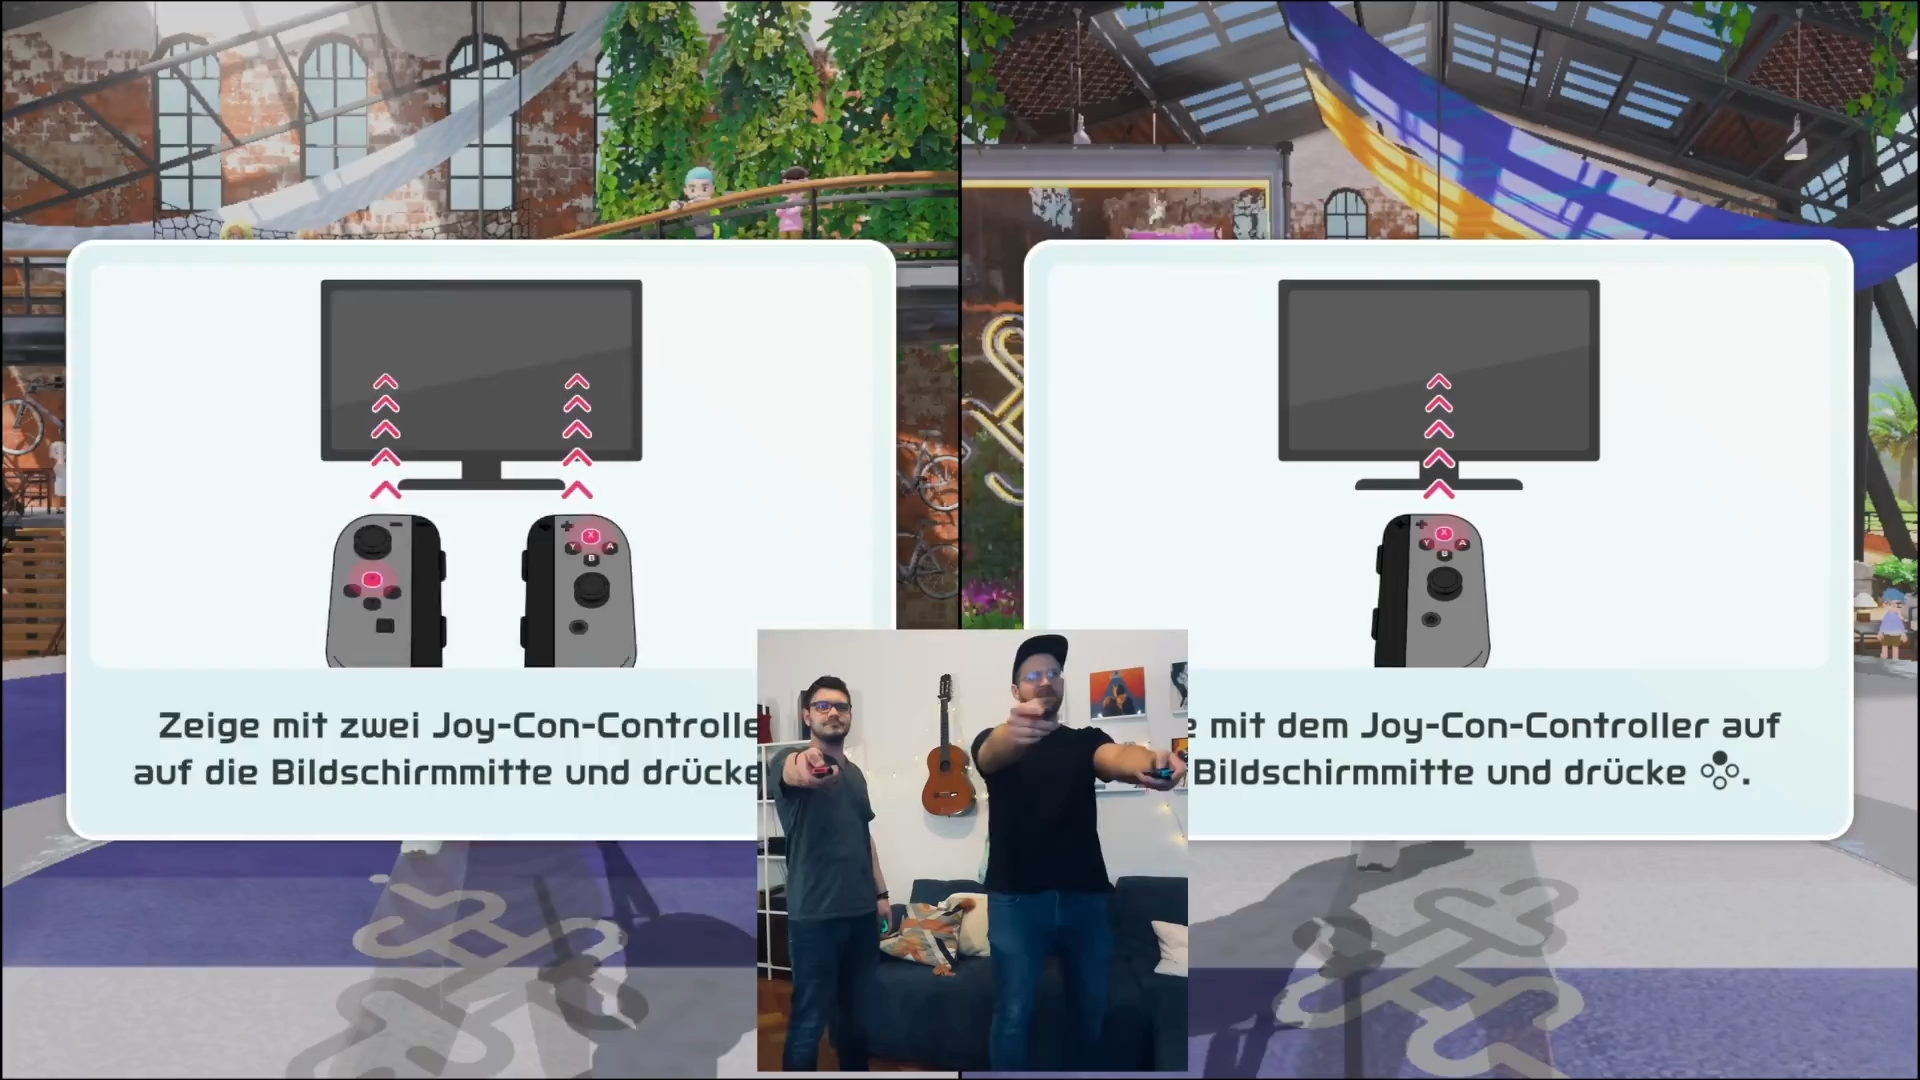 Zeige mit zwei Joy-Con-Controlle
auf die Bildschirmmitte und drücke
e mit dem Joy-Con-Controller auf
Bildschirmmitte und drücke .
X
Y
A
B
X
Y
A
B